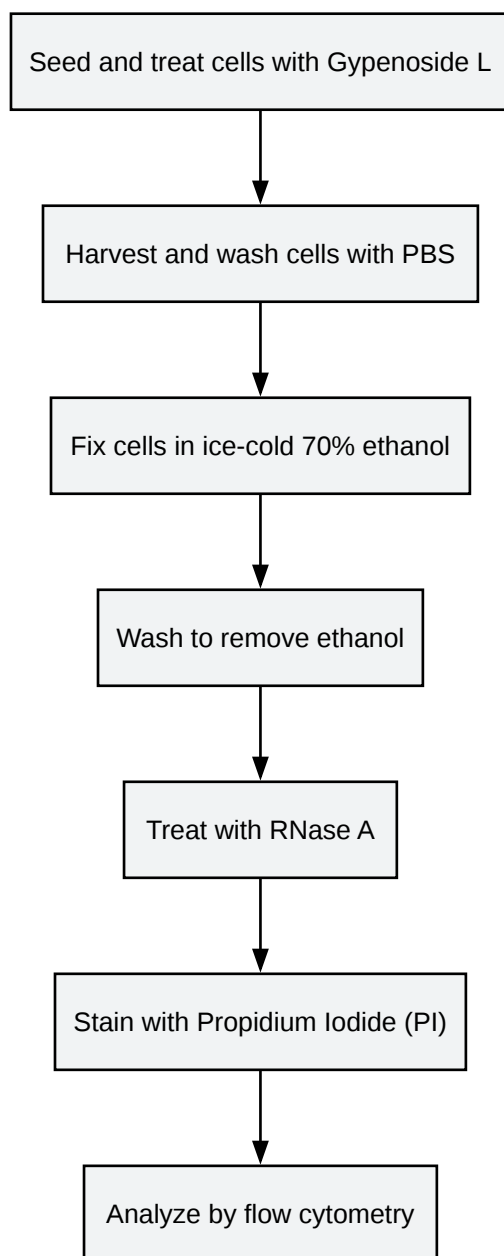 Seed and treat cells with Gypenoside L
Harvest and wash cells with PBS
Fix cells in ice-cold 70% ethanol
Wash to remove ethanol
Treat with RNase A
Stain with Propidium Iodide (PI)
Analyze by flow cytometry